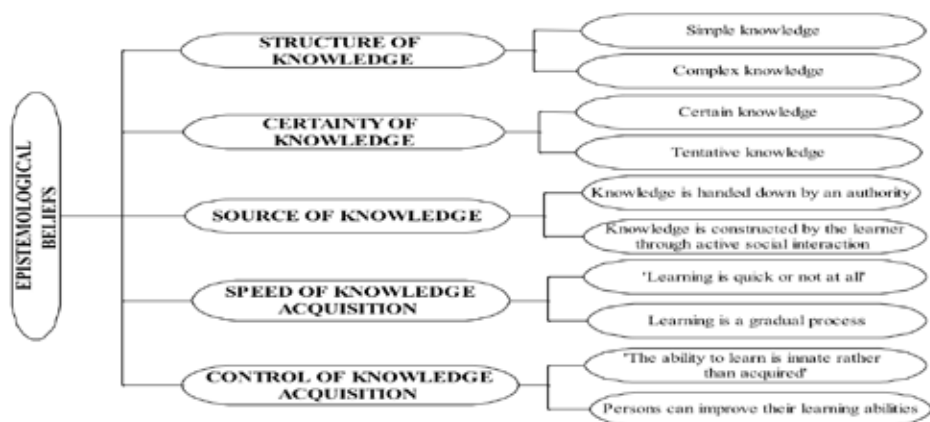 EPISTEMOLOGICAL
BELIEFS
STRUCTURE OF
KNOWLEDGE
Simple knowledge
Complex knowledge
CERTAINTY OF
KNOWLEDGE
Certain knowledge
Tentative knowledge
SOURCE OF KNOWLEDGE
Knowledge is handed down by an authority
Knowledge is constructed by the learner
through active social interaction
SPEED OF KNOWLEDGE
ACQUISITION
'Learning is quick or not at all'
Learning is a gradual process
CONTROL OF KNOWLEDGE
ACQUISITION
'The ability to learn is innate rather
than acquired'
Persons can improve their learning abilities